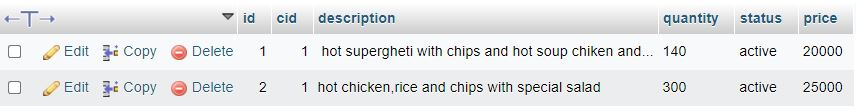 ←T→ id cid description quantity status price
Edit Copy Delete 1 1 hot supergheti with chips and hot soup chiken and... 140 active 20000
Edit Copy Delete 2 1 hot chicken,rice and chips with special salad 300 active 25000